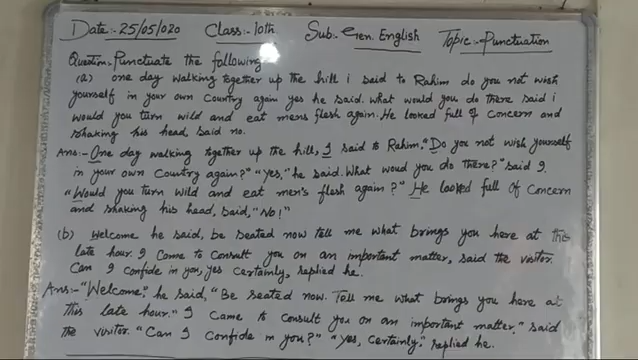 Date:- 25/05/020 Class:- 10th Sub:- Gen. English Topic:- Punctuation
Question:- Punctuate the following
(a) one day walking together up the hill i said to Rahim do you not wish
yourself in your own Country again yes he said. what would you do there said i
would you turn wild and eat mens flesh again. He looked full of Concern and
shaking his head, said no.
Ans:- One day walking together up the hill, I said to Rahim, "Do you not wish yourself
in your own Country again?" "Yes," he said. What woud you do there?" said I.
"Would you turn wild and eat men's flesh again?" He looked full of Concern
and shaking his head, said, "No!"
(b) Welcome he said, be seated now tell me what brings you here at the
late hour. I Come to Consult you on an important matter, said the visitor.
Can I Confide in you, yes Certainly, replied he.
Ans:- "Welcome," he said, "Be seated now. Tell me what brings you here at
this late hour." I Came to Consult you on an important matter," said
the visitor. "Can I Confide in you?" "Yes, Certainly." replied he.